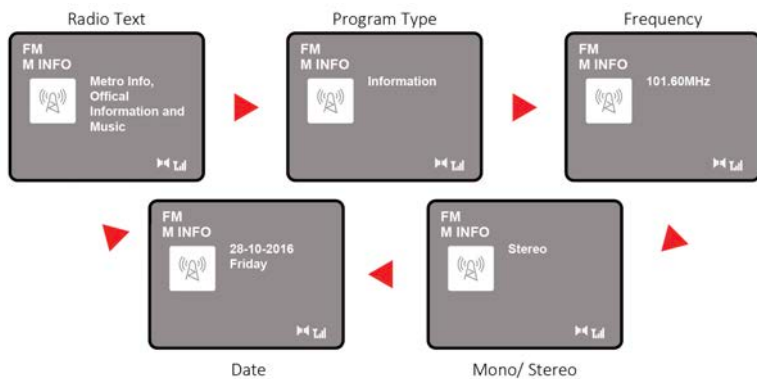 Radio Text
Program Type
Frequency
FM
M INFO
Metro Info,
Offical
Information and
Music
FM
M INFO
Information
FM
M INFO
101.60MHz
FM
M INFO
28-10-2016
Friday
FM
M INFO
Stereo
Date
Mono/ Stereo